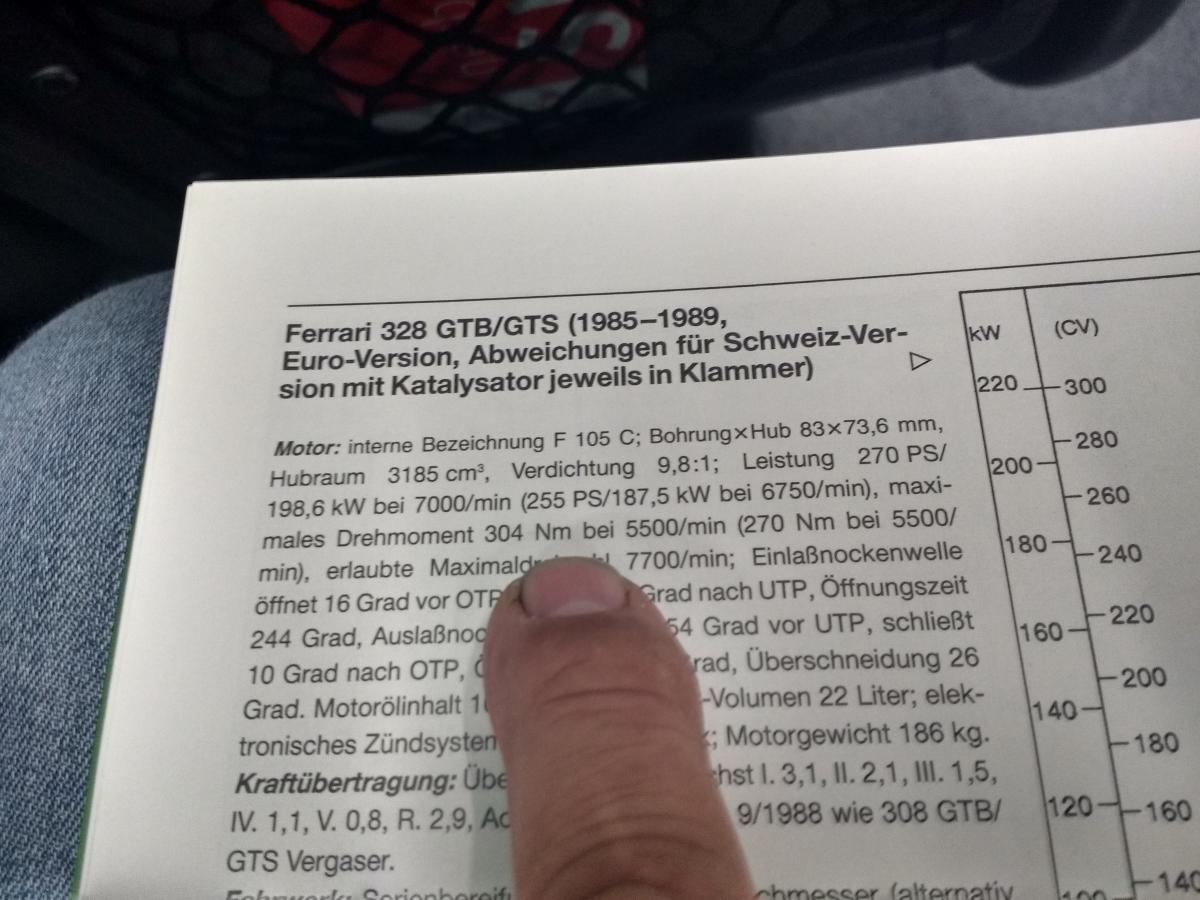 Ferrari 328 GTB/GTS (1985–1989,
Euro-Version, Abweichungen für Schweiz-Ver-
sion mit Katalysator jeweils in Klammer)
Motor: interne Bezeichnung F 105 C; Bohrung×Hub 83×73,6 mm,
Hubraum 3185 cm³, Verdichtung 9,8:1; Leistung 270 PS/
198,6 kW bei 7000/min (255 PS/187,5 kW bei 6750/min), maxi-
males Drehmoment 304 Nm bei 5500/min (270 Nm bei 5500/
min), erlaubte 7700/min; Einlaßnockenwelle
öffnet 16 Grad vor OTP Grad nach UTP, Öffnungszeit
244 Grad, 54 Grad vor UTP, schließt
10 Grad nach OTP, Überschneidung 26
Grad. Motorölinhalt -Volumen 22 Liter; elek-
tronisches Motorgewicht 186 kg.
Kraftübertragung: I. 3,1, II. 2,1, III. 1,5,
IV. 1,1, V. 0,8, R. 2,9, 9/1988 wie 308 GTB/
GTS Vergaser.
(alternativ
kW (CV)
220 300
280
200
260
180 240
220
160
200
140
180
120 160
140
100